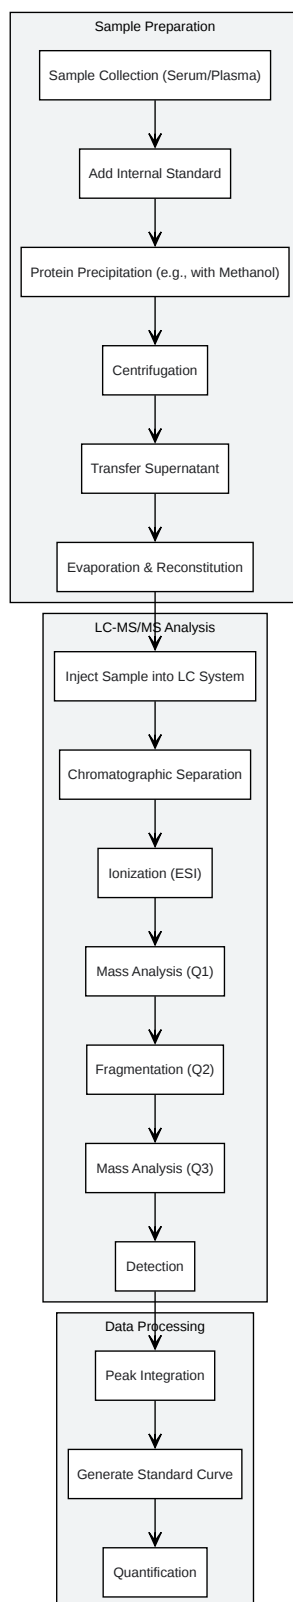 Sample Preparation
Sample Collection (Serum/Plasma)
Add Internal Standard
Protein Precipitation (e.g., with Methanol)
Centrifugation
Transfer Supernatant
Evaporation & Reconstitution
LC-MS/MS Analysis
Inject Sample into LC System
Chromatographic Separation
Ionization (ESI)
Mass Analysis (Q1)
Fragmentation (Q2)
Mass Analysis (Q3)
Detection
Data Processing
Peak Integration
Generate Standard Curve
Quantification